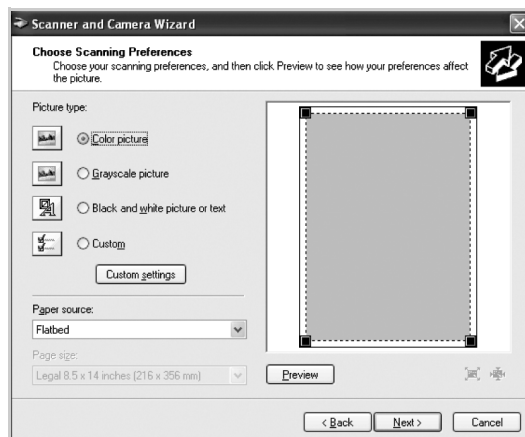 Scanner and Camera Wizard
Choose Scanning Preferences
Choose your scanning preferences, and then click Preview to see how your preferences affect
the picture.
Picture type:
Color picture
Grayscale picture
Black and white picture or text
Custom
Custom settings
Paper source:
Flatbed
Page size:
Legal 8.5 x 14 inches (216 x 356 mm)
Preview
< Back
Next >
Cancel